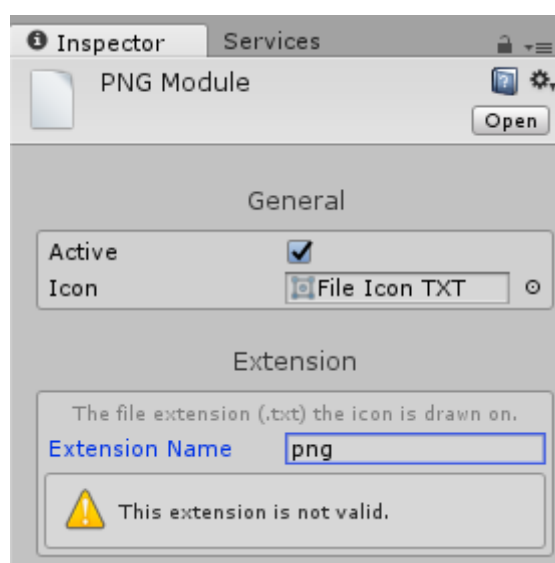 Inspector Services
PNG Module
Open
General
Active
Icon File Icon TXT
Extension
The file extension (.txt) the icon is drawn on.
Extension Name png
This extension is not valid.